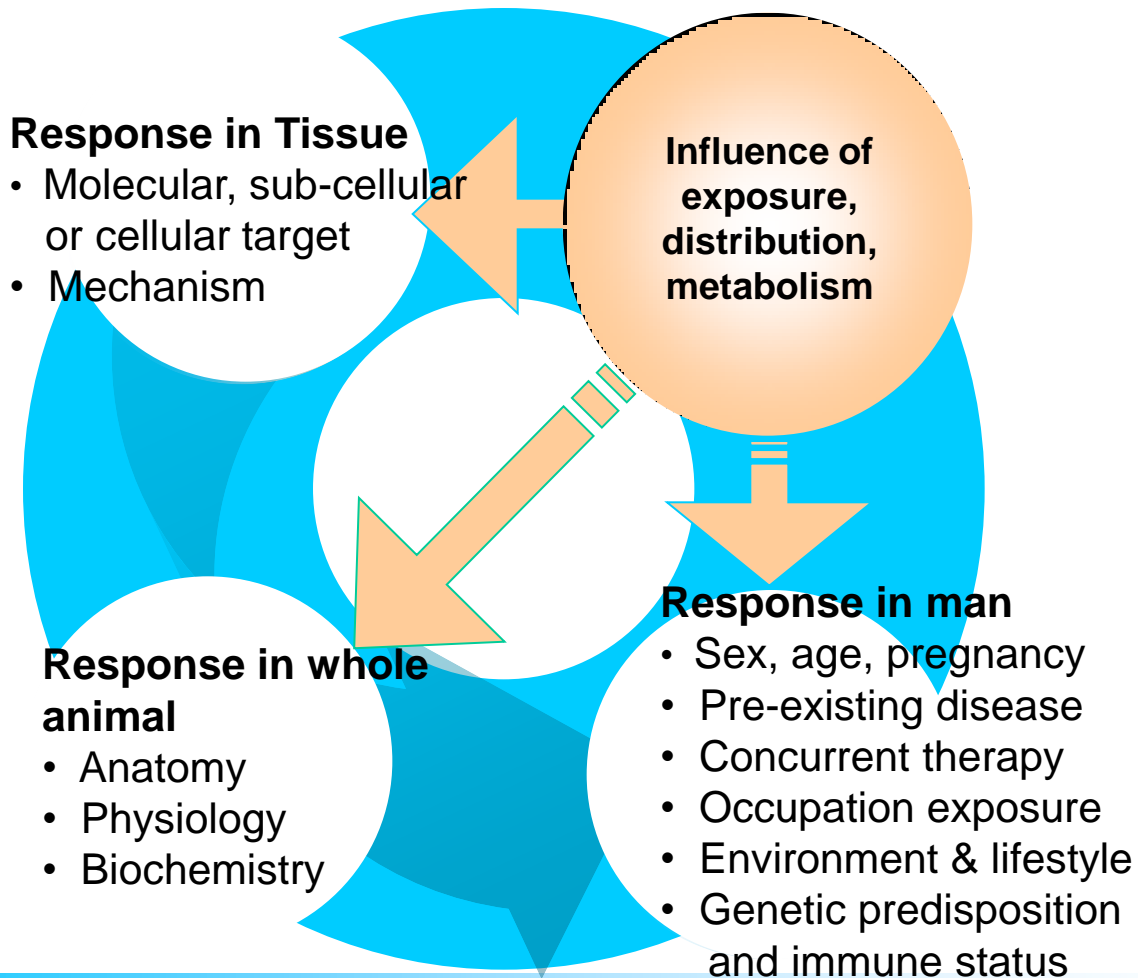 Response in Tissue
• Molecular, sub-cellular
or cellular target
• Mechanism
Influence of
exposure,
distribution,
metabolism
Response in whole
animal
• Anatomy
• Physiology
• Biochemistry
Response in man
• Sex, age, pregnancy
• Pre-existing disease
• Concurrent therapy
• Occupation exposure
• Environment & lifestyle
• Genetic predisposition
and immune status